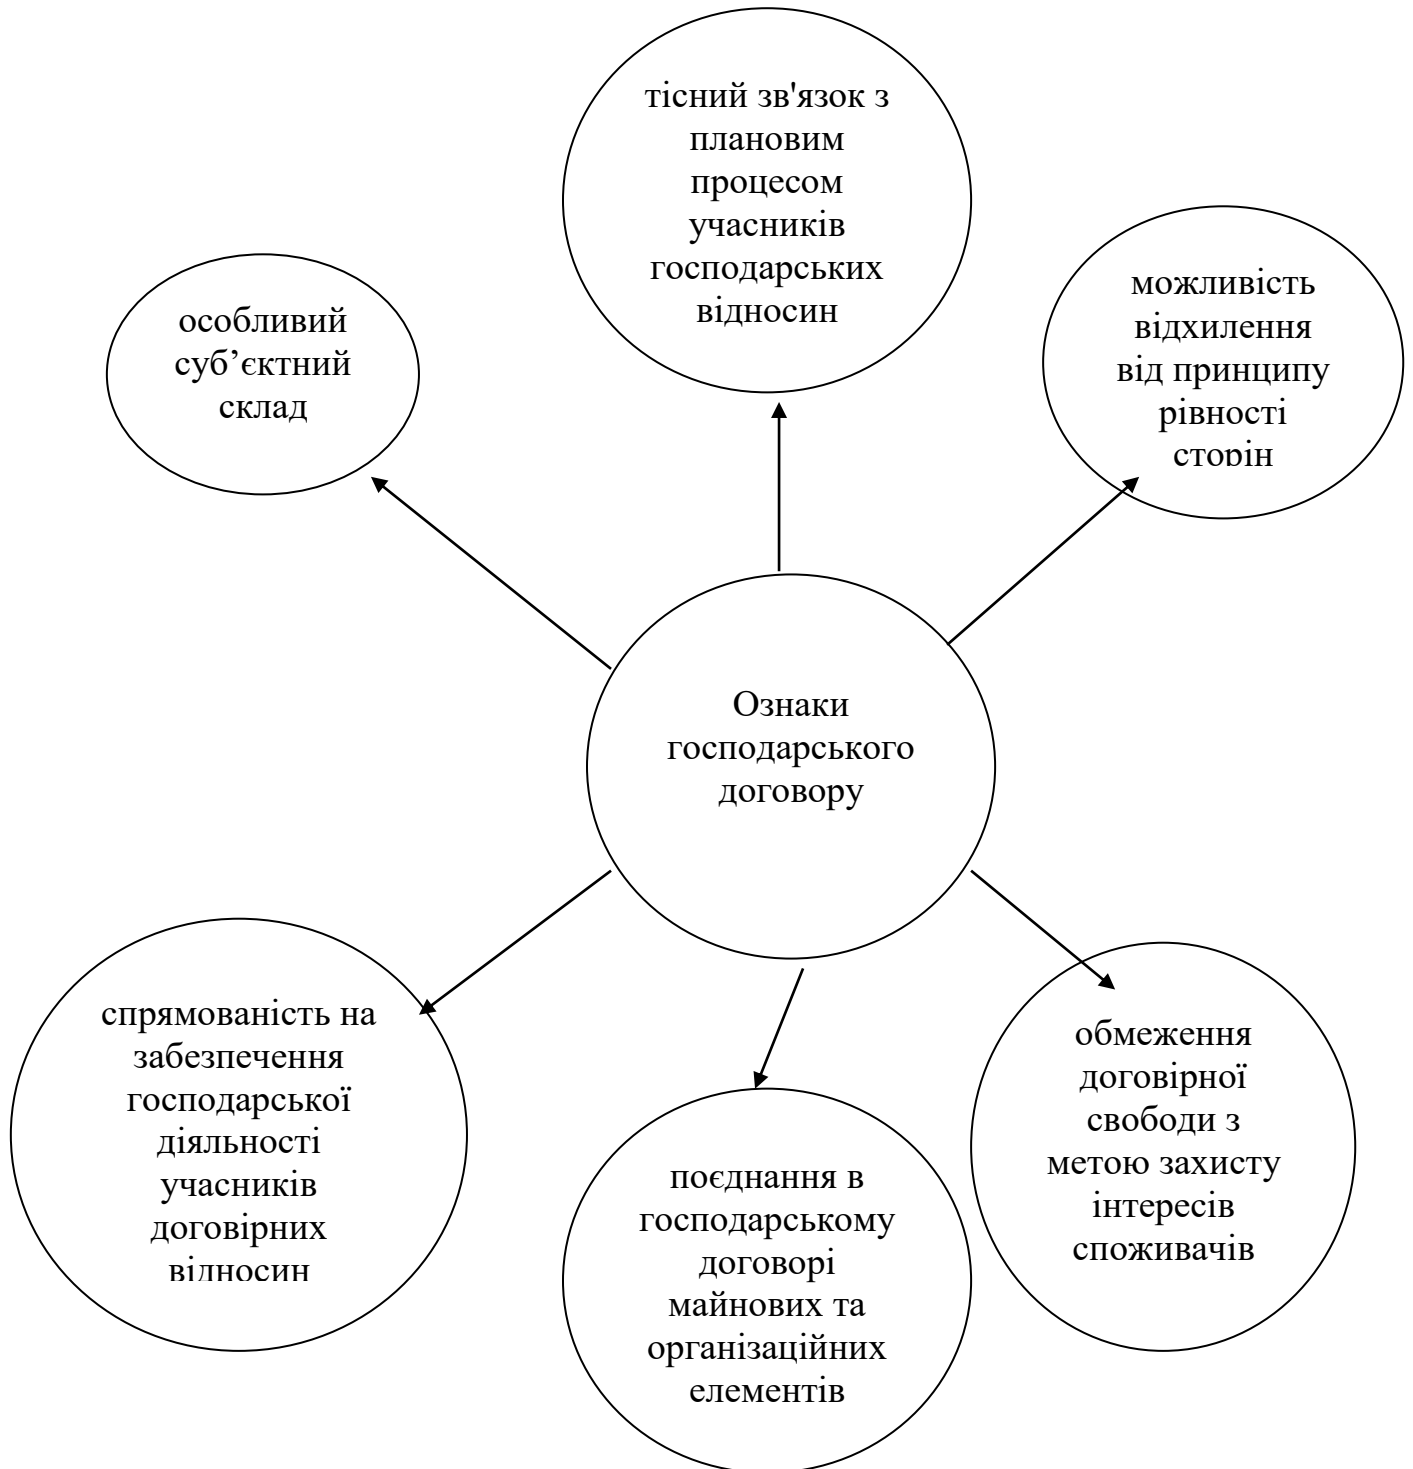 тісний зв'язок з
плановим
процесом
учасників
господарських
відносин
особливий
суб’єктний
склад
можливість
відхилення
від принципу
рівності
сторін
Ознаки
господарського
договору
спрямованість на
забезпечення
господарської
діяльності
учасників
договірних
відносин
поєднання в
господарському
договорі
майнових та
організаційних
елементів
обмеження
договірної
свободи з
метою захисту
інтересів
споживачів